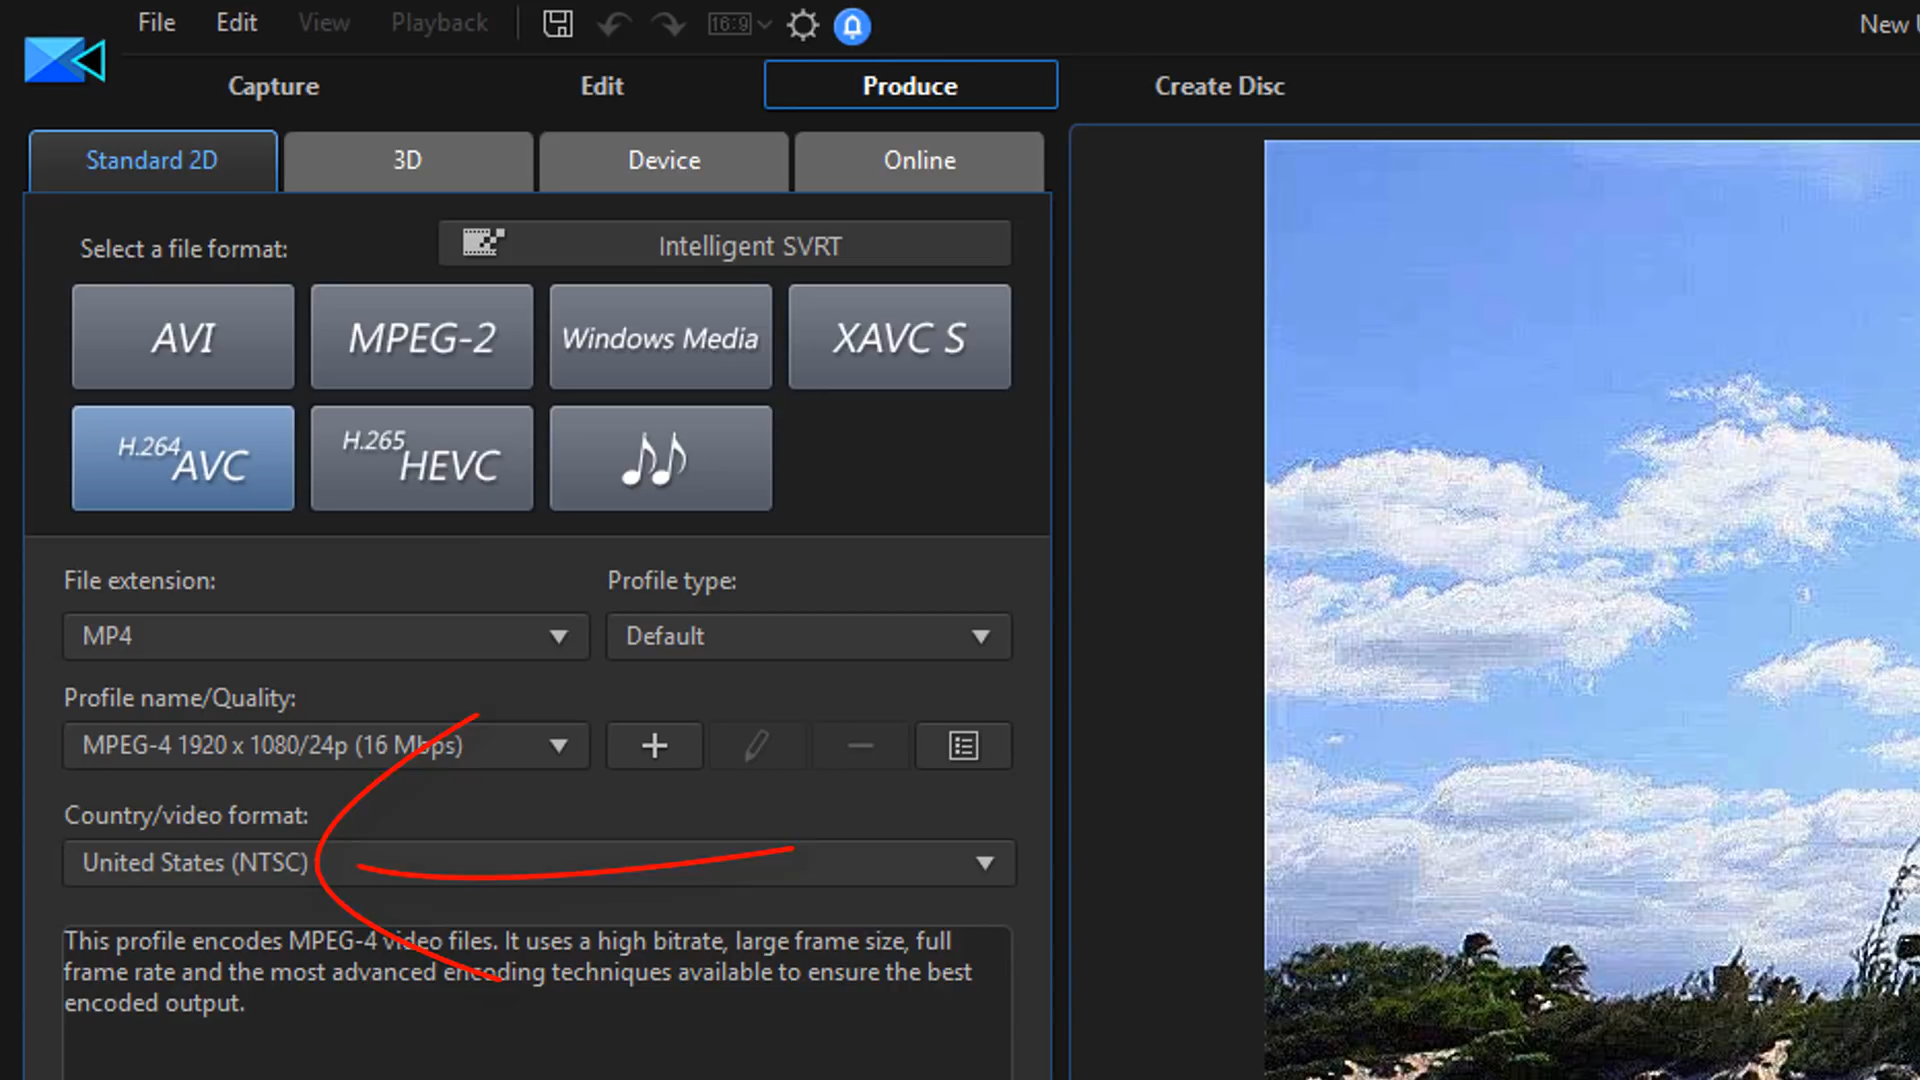 File Edit View Playback 16:9 New
Capture Edit Produce Create Disc
Standard 2D 3D Device Online
Select a file format: Intelligent SVRT
AVI MPEG-2 Windows Media XAVC S
H.264 AVC H.265 HEVC
File extension: Profile type:
MP4 Default
Profile name/Quality:
MPEG-4 1920 x 1080/24p (16 Mbps)
Country/video format:
United States (NTSC)
This profile encodes MPEG-4 video files. It uses a high bitrate, large frame size, full
frame rate and the most advanced encoding techniques available to ensure the best
encoded output.